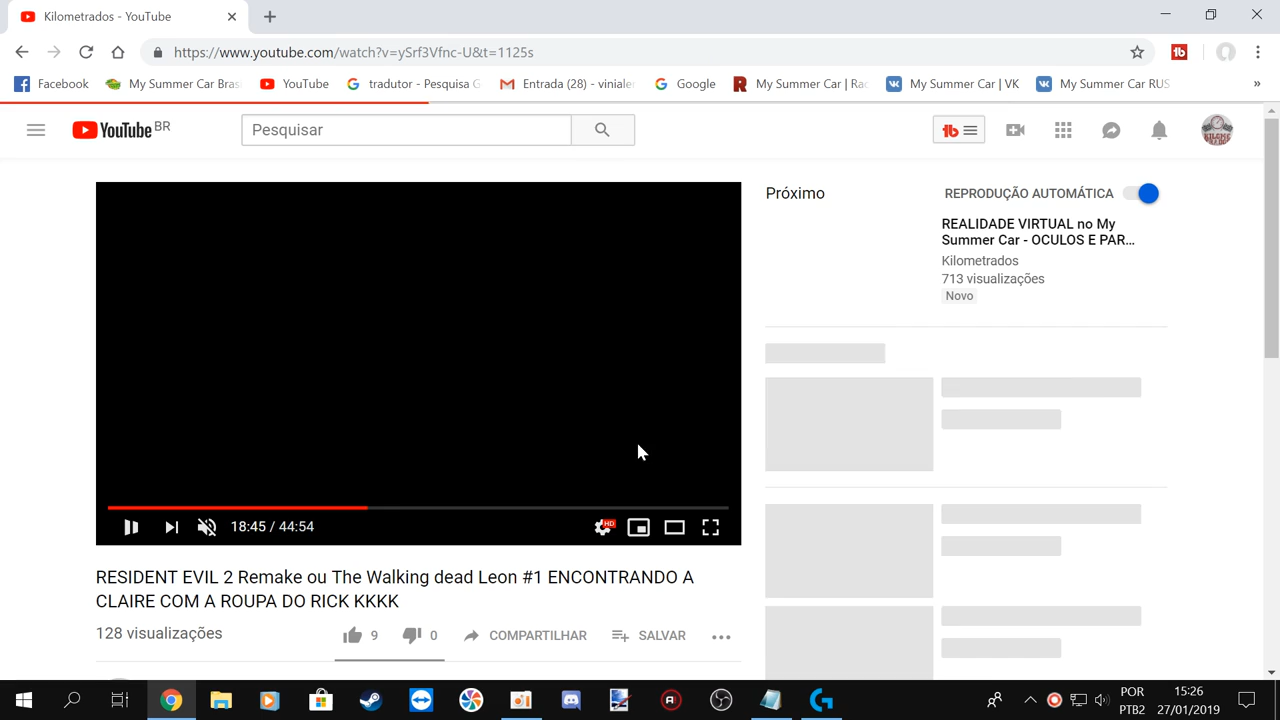 Kilometrados - YouTube
https://www.youtube.com/watch?v=ySrf3Vfnc-U&t=1125s
Facebook
My Summer Car Bras
YouTube
tradutor - Pesquisa G
Entrada (28) - viniale
Google
My Summer Car | Rac
My Summer Car | VK
My Summer Car RUS
»
YouTube BR
Pesquisar
Próximo
REPRODUÇÃO AUTOMÁTICA
REALIDADE VIRTUAL no My
Summer Car - OCULOS E PAR...
Kilometrados
713 visualizações
Novo
18:45 / 44:54
HD
RESIDENT EVIL 2 Remake ou The Walking dead Leon #1 ENCONTRANDO A
CLAIRE COM A ROUPA DO RICK KKKK
128 visualizações
9
0
COMPARTILHAR
SALVAR
POR
PTB2
15:26
27/01/2019